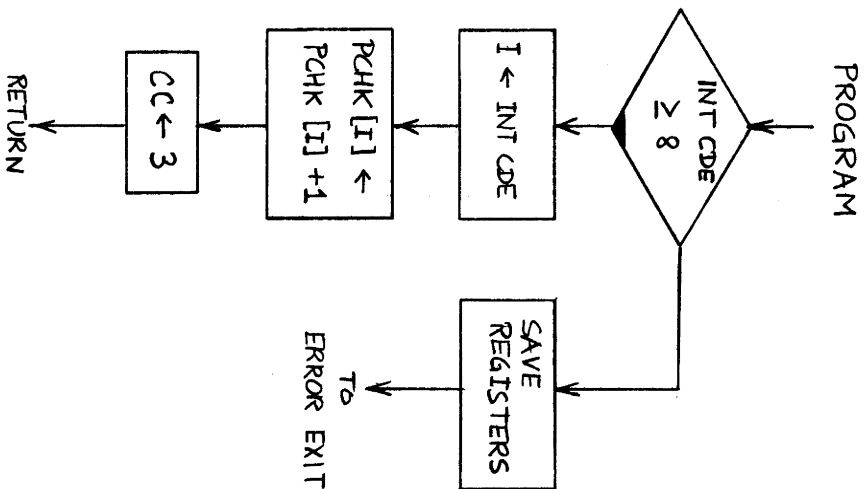 PROGRAM
INT CDE
≥ 8
I ← INT CDE
PCHK [I] ←
PCHK [I] +1
CC ← 3
RETURN
SAVE
REGISTERS
TO
ERROR EXIT